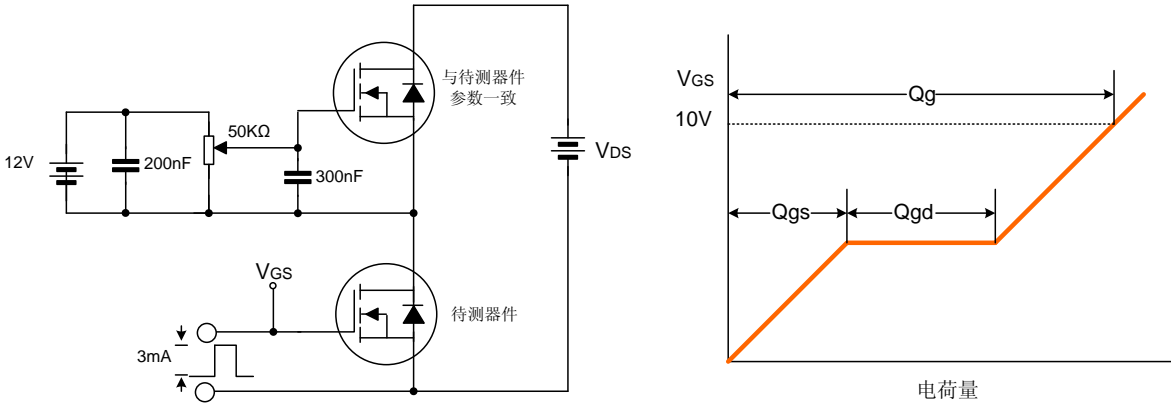 与待测器件
参数一致
12V
200nF
50KΩ
300nF
VDS
VGS
待测器件
3mA
VGS
10V
Qg
Qgs
Qgd
电荷量